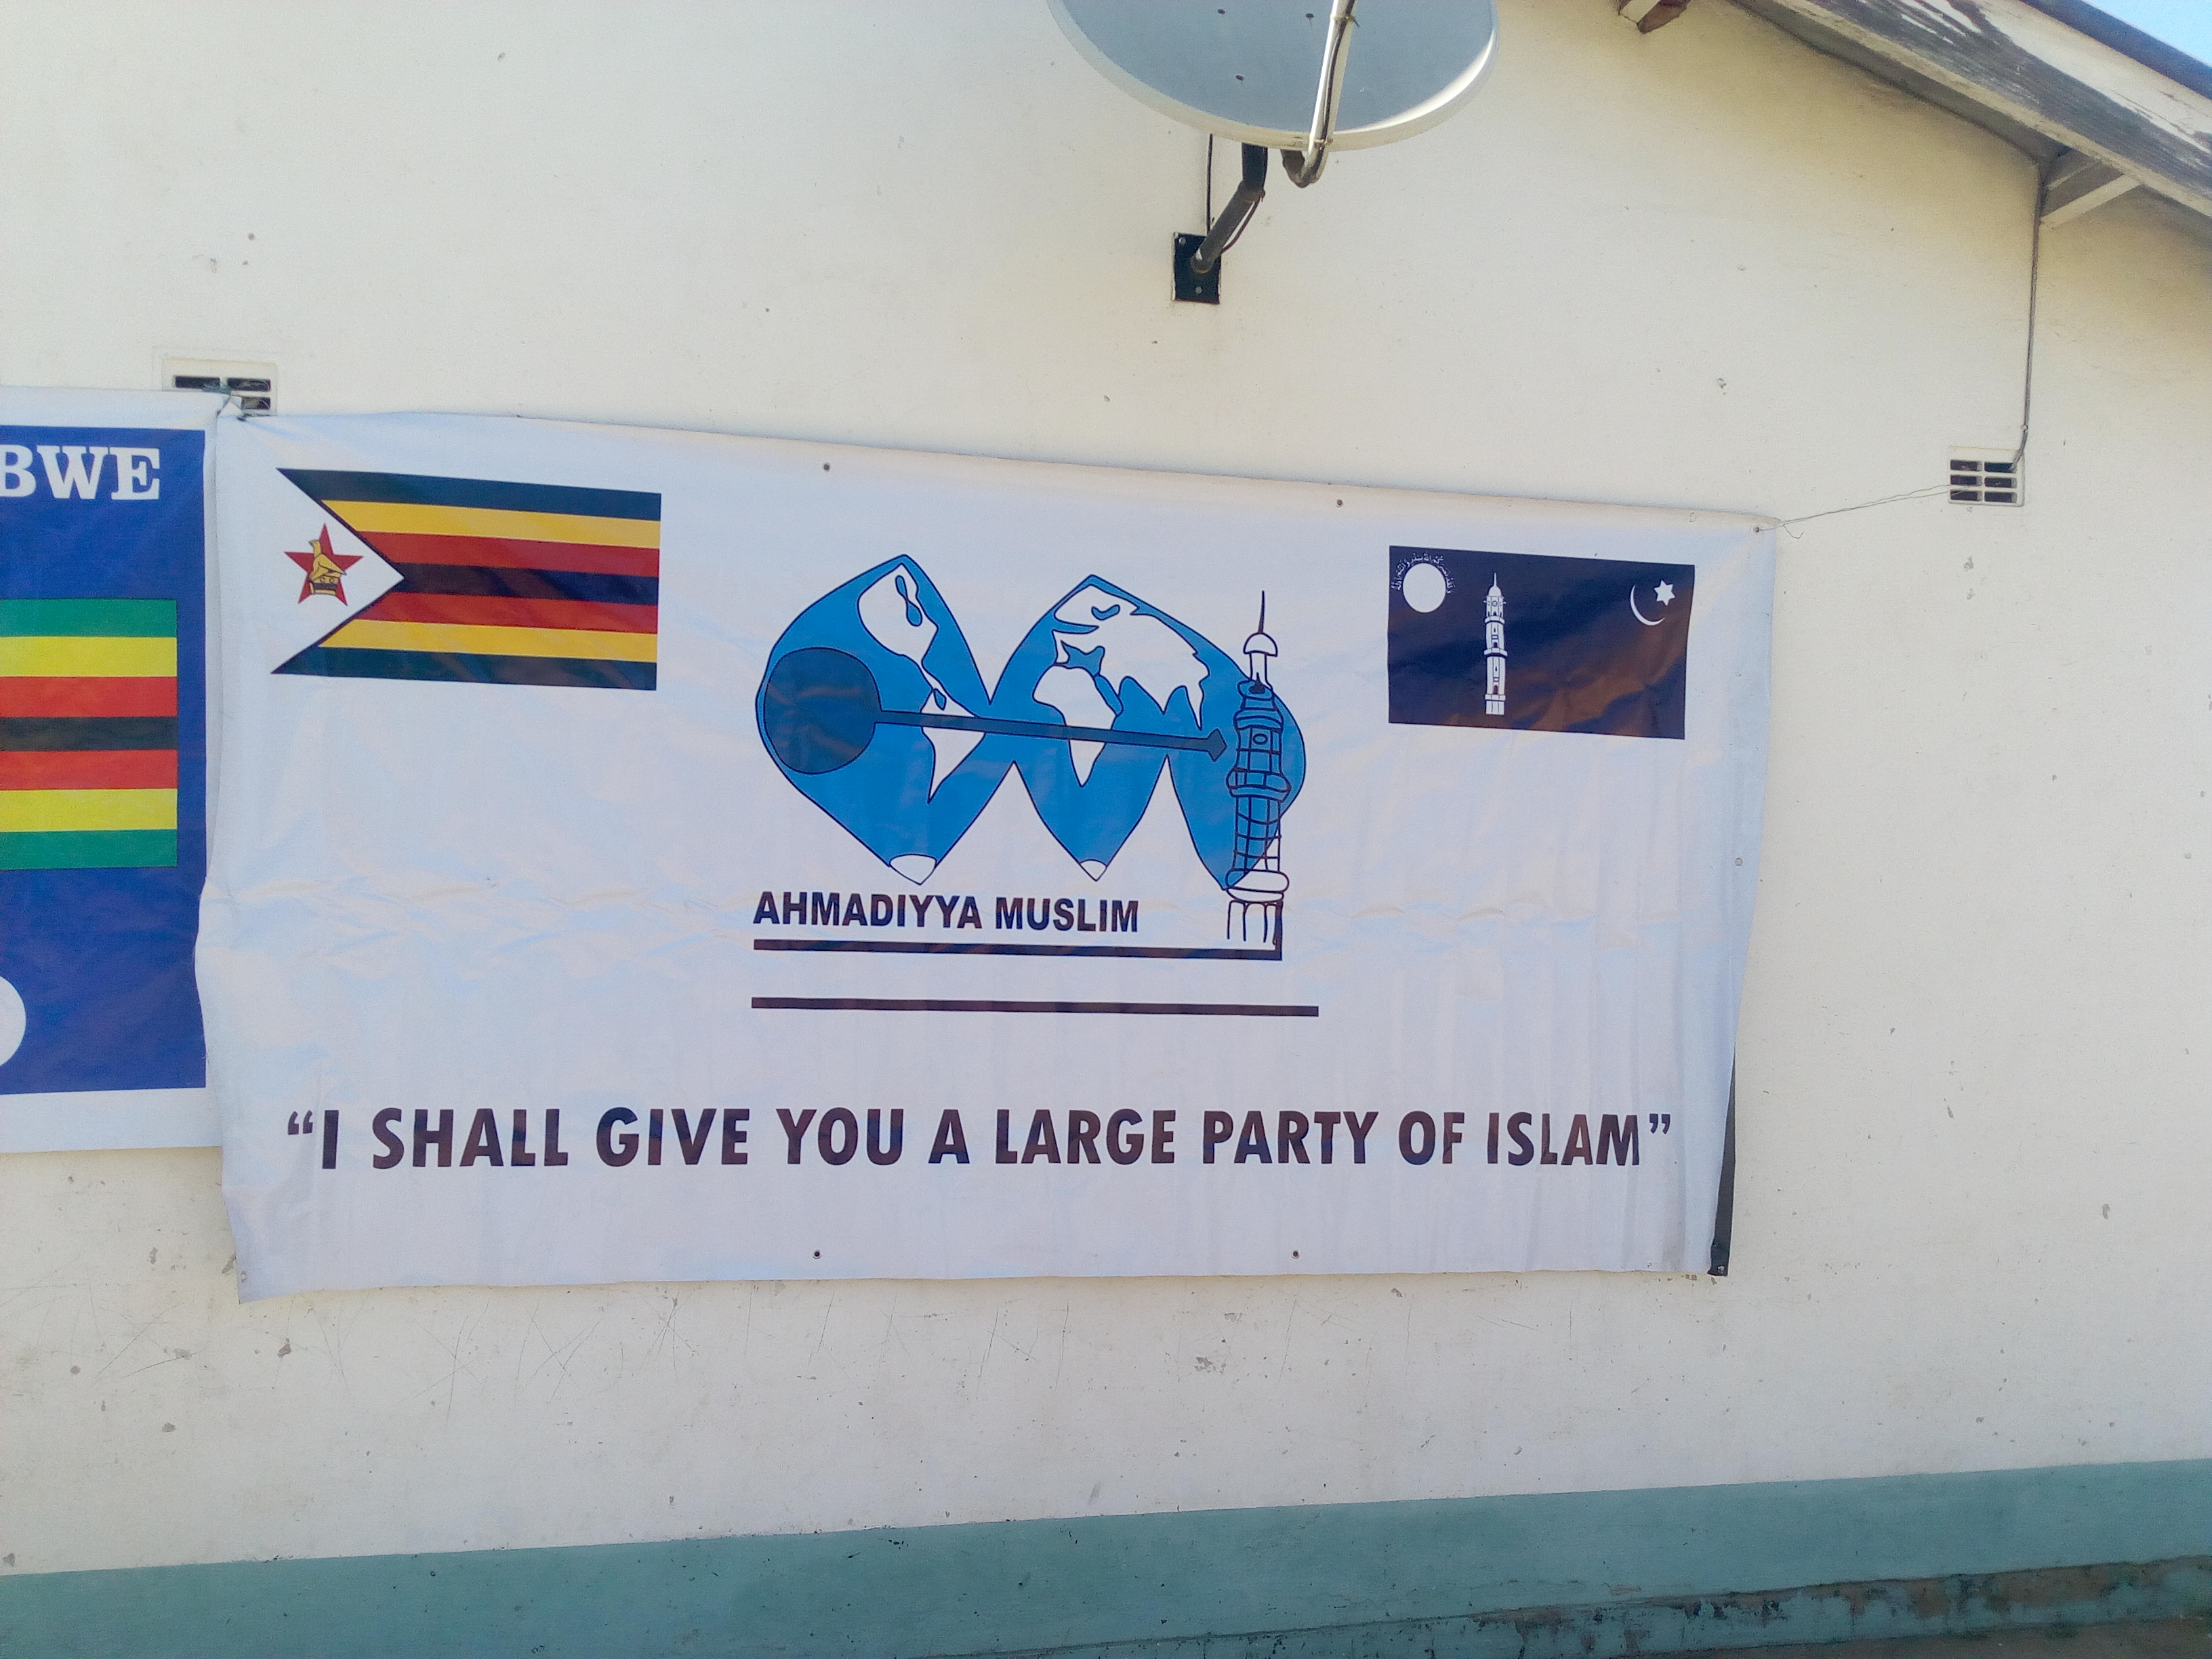 BWE
AHMADIYYA MUSLIM
“I SHALL GIVE YOU A LARGE PARTY OF ISLAM”